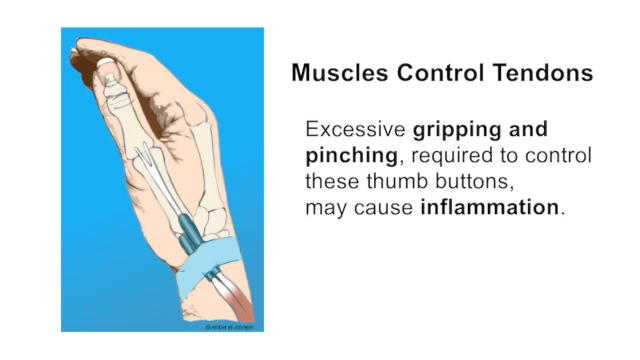 Muscles Control Tendons
Excessive gripping and
pinching, required to control
these thumb buttons,
may cause inflammation.